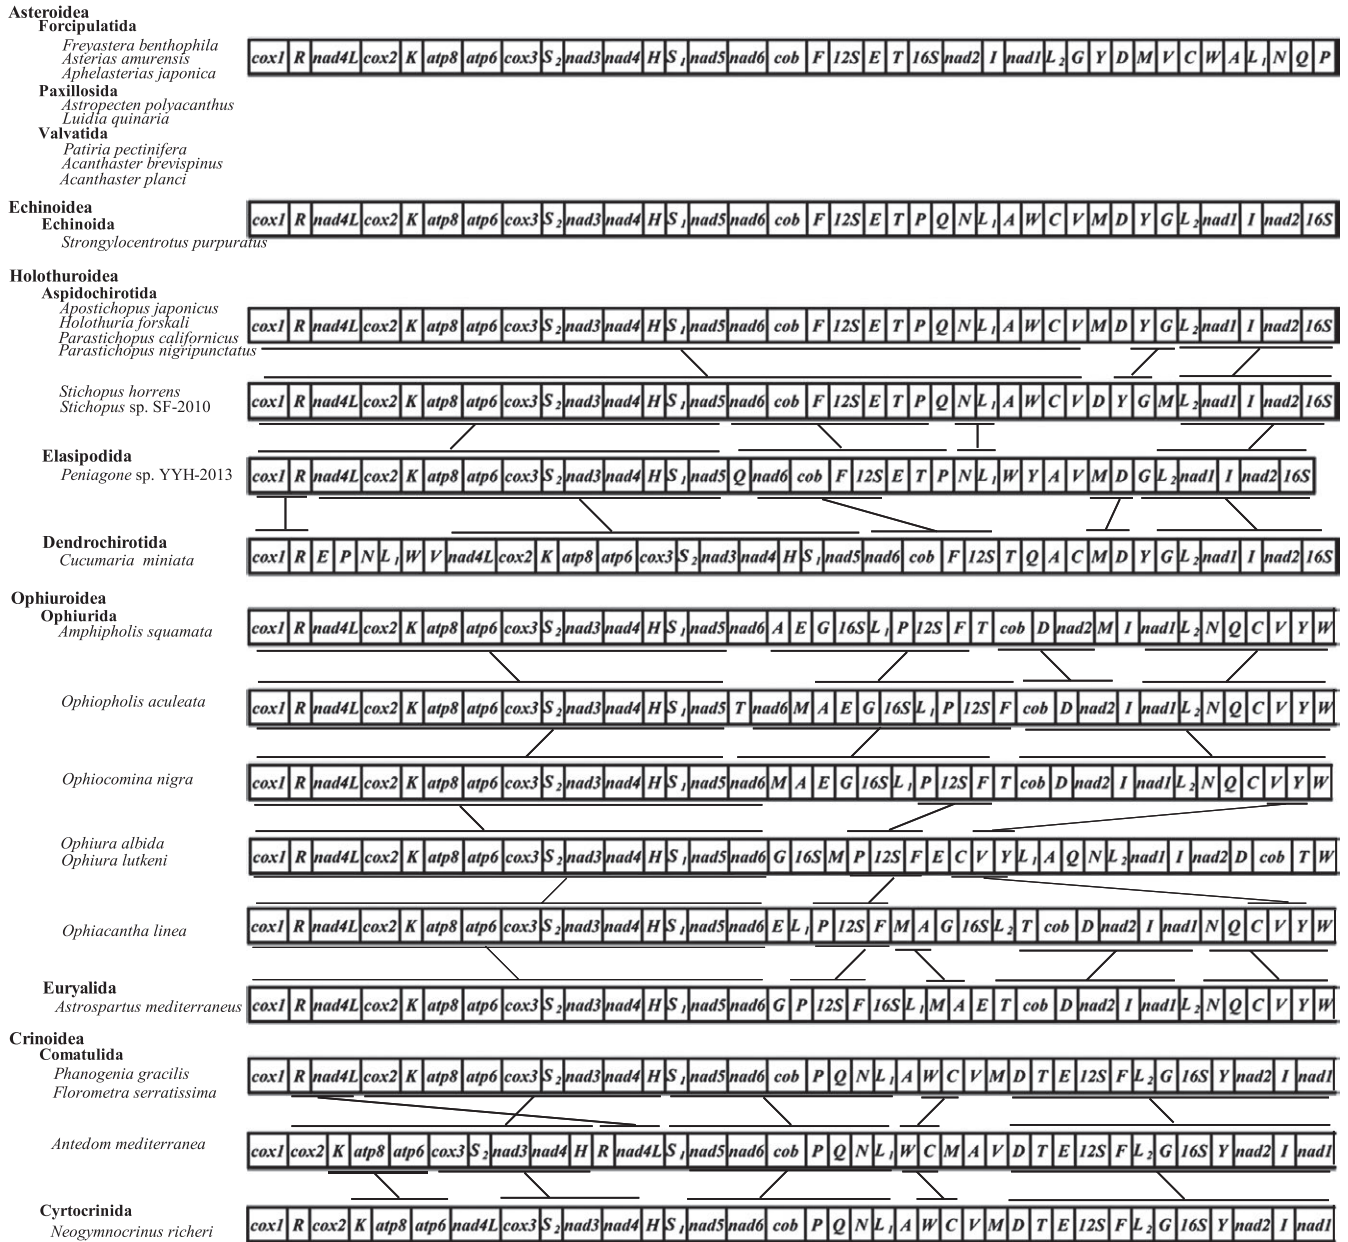 Asteroidea
Forcipulatida
Freyastera benthophila
Asterias amurensis
Aphelasterias japonica
cox1 R nad4L cox2 K atp8 atp6 cox3 S2 nad3 nad4 H S1 nad5 nad6 cob F 12S E T 16S nad2 I nad1 L2 G Y D M V C W A L1 N Q P
Paxillosida
Astropecten polyacanthus
Luidia quinaria
Valvatida
Patiria pectinifera
Acanthaster brevispinus
Acanthaster planci
Echinoidea
Echinoida
Strongylocentrotus purpuratus
cox1 R nad4L cox2 K atp8 atp6 cox3 S2 nad3 nad4 H S1 nad5 nad6 cob F 12S E T P Q N L1 A W C V M D Y G L2 nad1 I nad2 16S
Holothuroidea
Aspidochirotida
Apostichopus japonicus
Holothuria forskali
Parastichopus californicus
Parastichopus nigripunctatus
cox1 R nad4L cox2 K atp8 atp6 cox3 S2 nad3 nad4 H S1 nad5 nad6 cob F 12S E T P Q N L1 A W C V M D Y G L2 nad1 I nad2 16S
Stichopus horrens
Stichopus sp. SF-2010
cox1 R nad4L cox2 K atp8 atp6 cox3 S2 nad3 nad4 H S1 nad5 nad6 cob F 12S E T P Q N L1 A W C V D Y G M L2 nad1 I nad2 16S
Elasipodida
Peniagone sp. YYH-2013
cox1 R nad4L cox2 K atp8 atp6 cox3 S2 nad3 nad4 H S1 nad5 Q nad6 cob F 12S E T P N L1 W Y A V M D G L2 nad1 I nad2 16S
Dendrochirotida
Cucumaria miniata
cox1 R E P N L1 W V nad4L cox2 K atp8 atp6 cox3 S2 nad3 nad4 H S1 nad5 nad6 cob F 12S T Q A C M D Y G L2 nad1 I nad2 16S
Ophiuroidea
Ophiurida
Amphipholis squamata
cox1 R nad4L cox2 K atp8 atp6 cox3 S2 nad3 nad4 H S1 nad5 nad6 A E G 16S L1 P 12S F T cob D nad2 M I nad1 L2 N Q C V Y W
Ophiopholis aculeata
cox1 R nad4L cox2 K atp8 atp6 cox3 S2 nad3 nad4 H S1 nad5 T nad6 M A E G 16S L1 P 12S F cob D nad2 I nad1 L2 N Q C V Y W
Ophiocomina nigra
cox1 R nad4L cox2 K atp8 atp6 cox3 S2 nad3 nad4 H S1 nad5 nad6 M A E G 16S L1 P 12S F T cob D nad2 I nad1 L2 N Q C V Y W
Ophiura albida
Ophiura lutkeni
cox1 R nad4L cox2 K atp8 atp6 cox3 S2 nad3 nad4 H S1 nad5 nad6 G 16S M P 12S F E C V Y L1 A Q N L2 nad1 I nad2 D cob T W
Ophiacantha linea
cox1 R nad4L cox2 K atp8 atp6 cox3 S2 nad3 nad4 H S1 nad5 nad6 E L1 P 12S F M A G 16S L2 T cob D nad2 I nad1 N Q C V Y W
Euryalida
Astrospartus mediterraneus
cox1 R nad4L cox2 K atp8 atp6 cox3 S2 nad3 nad4 H S1 nad5 nad6 G P 12S F 16S L1 M A E T cob D nad2 I nad1 L2 N Q C V Y W
Crinoidea
Comatulida
Phanogenia gracilis
Florometra serratissima
cox1 R nad4L cox2 K atp8 atp6 cox3 S2 nad3 nad4 H S1 nad5 nad6 cob P Q N L1 A W C V M D T E 12S F L2 G 16S Y nad2 I nad1
Antedom mediterranea
cox1 cox2 K atp8 atp6 cox3 S2 nad3 nad4 H R nad4L S1 nad5 nad6 cob P Q N L1 W C M A V D T E 12S F L2 G 16S Y nad2 I nad1
Cyrtocrinida
Neogymnocrinus richeri
cox1 R cox2 K atp8 atp6 nad4L cox3 S2 nad3 nad4 H S1 nad5 nad6 cob P Q N L1 A W C V M D T E 12S F L2 G 16S Y nad2 I nad1